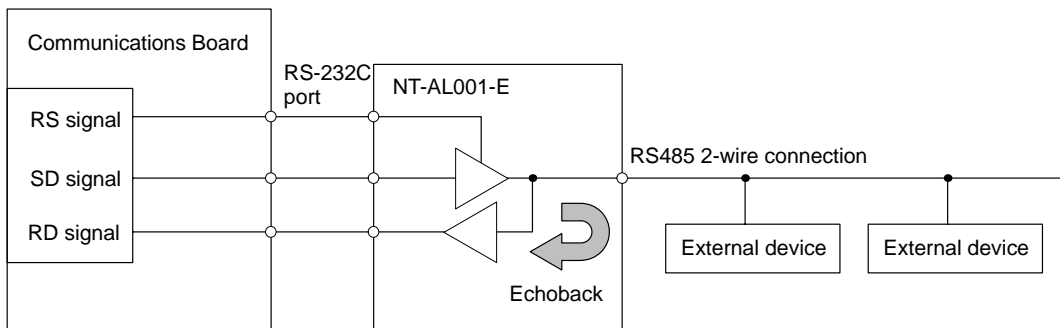 Communications Board
RS-232C
port
NT-AL001-E
RS signal
SD signal
RD signal
RS485 2-wire connection
External device
External device
Echoback